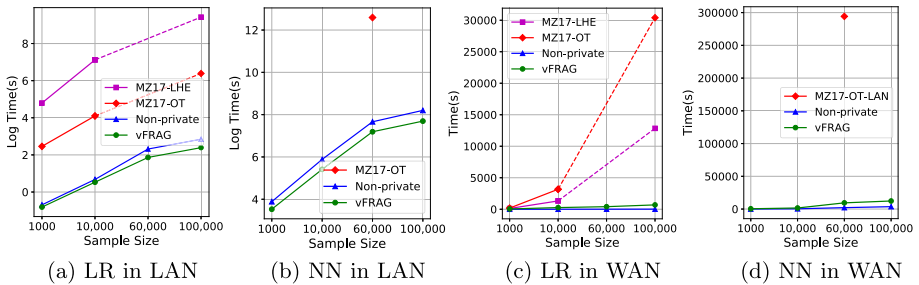 Log Time(s)
8
6
4
2
0
MZ17-LHE
MZ17-OT
Non-private
vFRAG
1000
10,000
60,000
100,000
Sample Size
(a) LR in LAN
Log Time(s)
12
10
8
6
4
MZ17-OT
Non-private
vFRAG
1000
10,000
60,000
100,000
Sample Size
(b) NN in LAN
Time(s)
30000
25000
20000
15000
10000
5000
0
MZ17-LHE
MZ17-OT
Non-private
vFRAG
1000
10,000
60,000
100,000
Sample Size
(c) LR in WAN
Time(s)
300000
250000
200000
150000
100000
50000
0
MZ17-OT-LAN
Non-private
vFRAG
1000
10,000
60,000
100,000
Sample Size
(d) NN in WAN